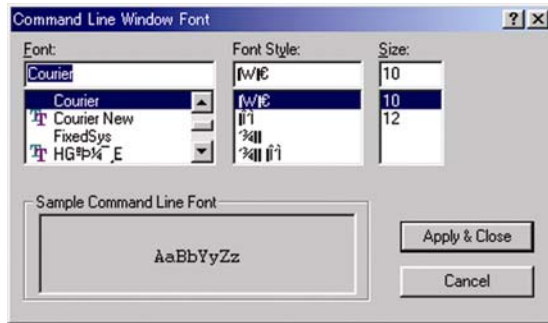 Command Line Window Font
Font: Font Style: Size:
Courier 10
Courier 10
Courier New 12
FixedSys
Sample Command Line Font
AaBbYyZz
Apply & Close
Cancel